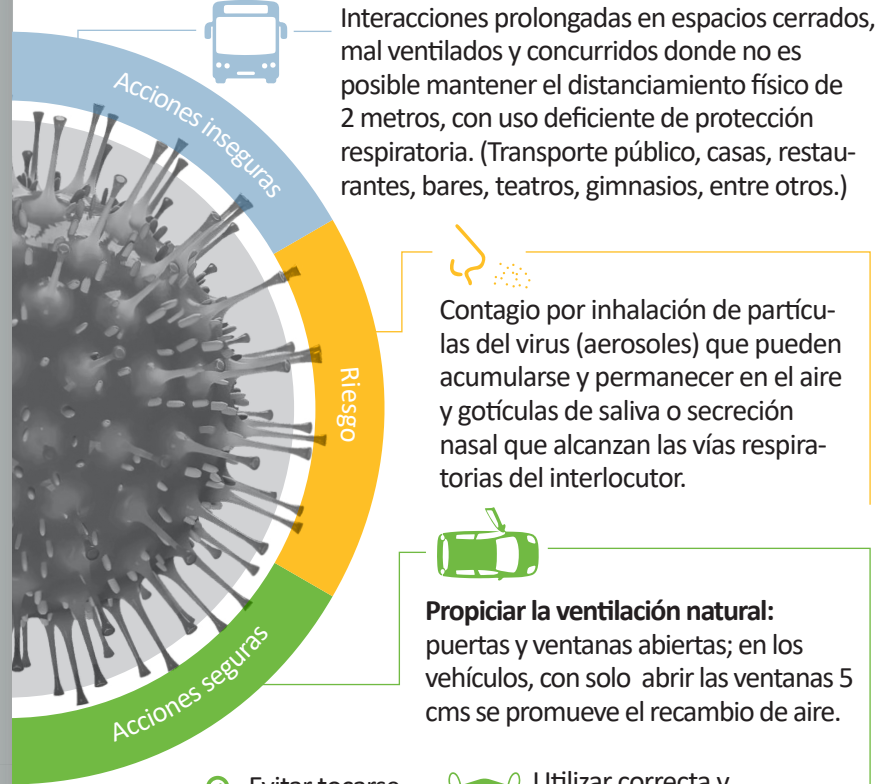 Interacciones prolongadas en espacios cerrados,
mal ventilados y concurridos donde no es
posible mantener el distanciamiento físico de
2 metros, con uso deficiente de protección
respiratoria. (Transporte público, casas, restau-
rantes, bares, teatros, gimnasios, entre otros.)
Acciones inseguras
Contagio por inhalación de partícu-
las del virus (aerosoles) que pueden
acumularse y permanecer en el aire
y gotículas de saliva o secreción
nasal que alcanzan las vías respira-
torias del interlocutor.
Riesgo
Propiciar la ventilación natural:
puertas y ventanas abiertas; en los
vehículos, con solo abrir las ventanas 5
cms se promueve el recambio de aire.
Acciones seguras
Evitar tocarse
Utilizar correcta y